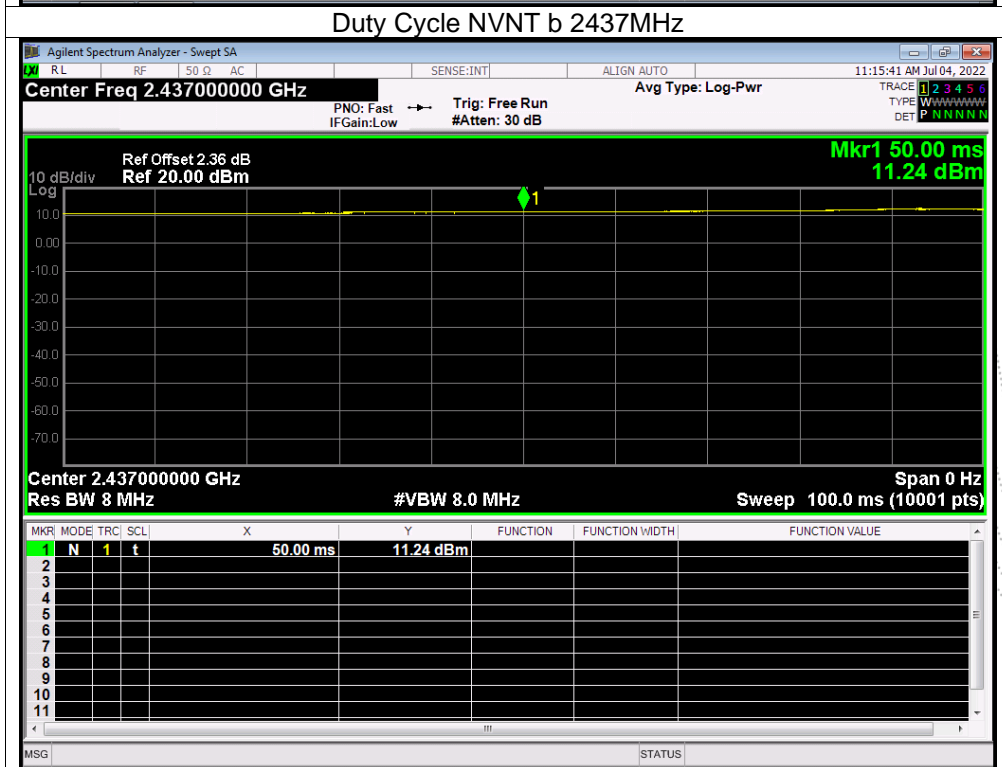 Duty Cycle NVNT b 2437MHz
Agilent Spectrum Analyzer - Swept SA
LXI RL RF 50 Ω AC SENSE:INT ALIGN AUTO 11:15:41 AM Jul 04, 2022
Center Freq 2.437000000 GHz Avg Type: Log-Pwr TRACE 1 2 3 4 5 6
PNO: Fast Trig: Free Run TYPE WWWWWW
IFGain:Low #Atten: 30 dB DET P N N N N N
Ref Offset 2.36 dB Mkr1 50.00 ms
10 dB/div Ref 20.00 dBm 11.24 dBm
Log
1
10.0
0.00
-10.0
-20.0
-30.0
-40.0
-50.0
-60.0
-70.0
Center 2.437000000 GHz Span 0 Hz
Res BW 8 MHz #VBW 8.0 MHz Sweep 100.0 ms (10001 pts)
MKR MODE TRC SCL X Y FUNCTION FUNCTION WIDTH FUNCTION VALUE
1 N 1 t 50.00 ms 11.24 dBm
2
3
4
5
6
7
8
9
10
11
MSG STATUS